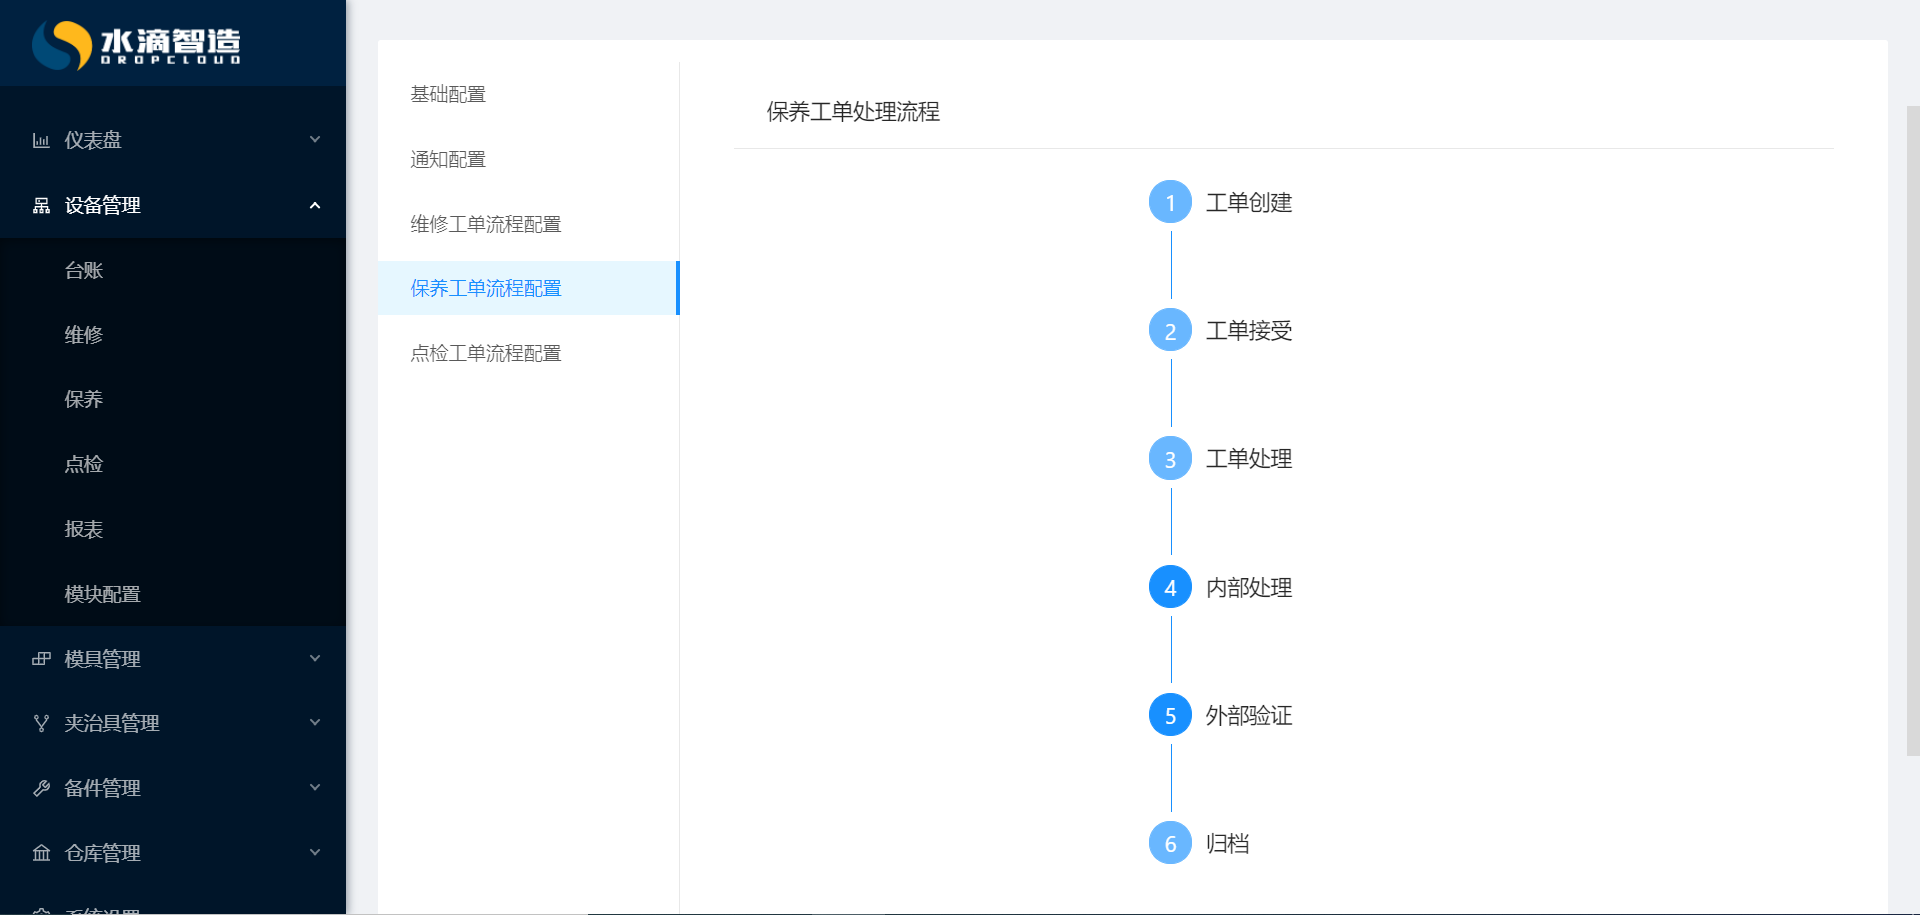 水滴智造
DROPCLOUD
仪表盘
设备管理
台账
维修
保养
点检
报表
模块配置
模具管理
夹治具管理
备件管理
仓库管理
系统设置
基础配置
通知配置
维修工单流程配置
保养工单流程配置
点检工单流程配置
保养工单处理流程
1 工单创建
2 工单接受
3 工单处理
4 内部处理
5 外部验证
6 归档